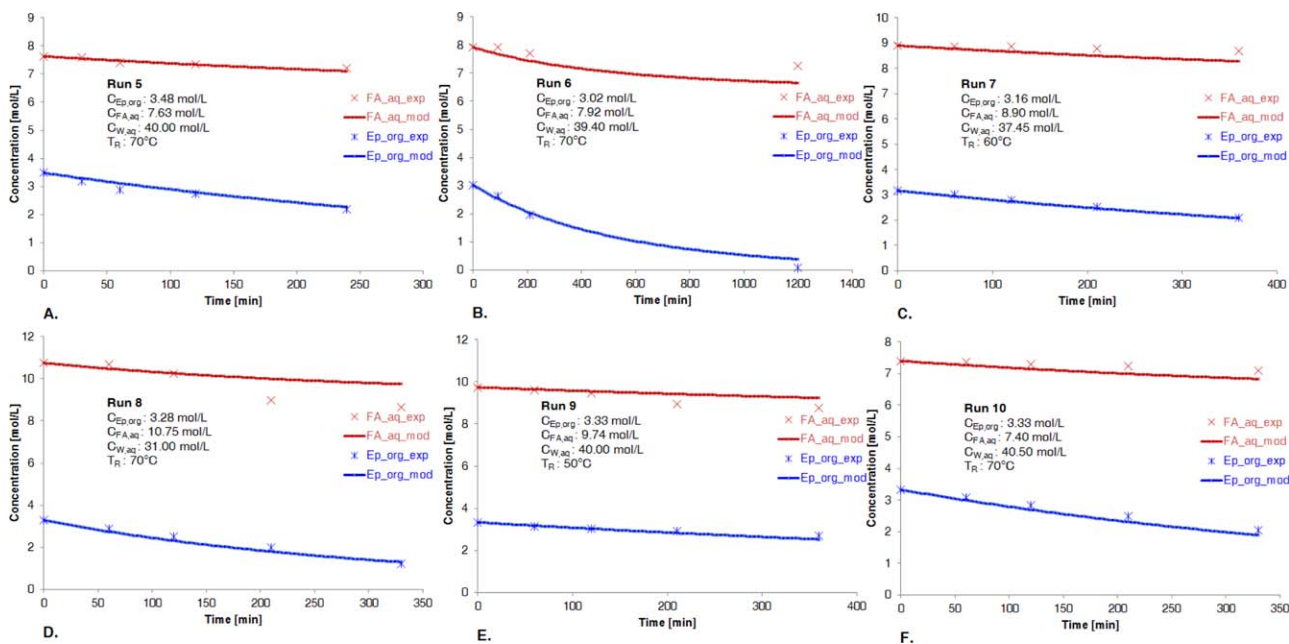 9
8
7
6
5
4
3
2
1
0
Concentration [mol/L]
Run 5
C_Ep,org : 3.48 mol/L
C_FA,aq : 7.63 mol/L
C_W,aq : 40.00 mol/L
T_R : 70°C
FA_aq_exp
FA_aq_mod
Ep_org_exp
Ep_org_mod
0 50 100 150 200 250 300
Time [min]
A.
9
8
7
6
5
4
3
2
1
0
Concentration [mol/L]
Run 6
C_Ep,org : 3.02 mol/L
C_FA,aq : 7.92 mol/L
C_W,aq : 39.40 mol/L
T_R : 70°C
FA_aq_exp
FA_aq_mod
Ep_org_exp
Ep_org_mod
0 200 400 600 800 1000 1200 1400
Time [min]
B.
10
9
8
7
6
5
4
3
2
1
0
Concentration [mol/L]
Run 7
C_Ep,org : 3.16 mol/L
C_FA,aq : 8.90 mol/L
C_W,aq : 37.45 mol/L
T_R : 60°C
FA_aq_exp
FA_aq_mod
Ep_org_exp
Ep_org_mod
0 100 200 300 400
Time [min]
C.
12
10
8
6
4
2
0
Concentration [mol/L]
Run 8
C_Ep,org : 3.28 mol/L
C_FA,aq : 10.75 mol/L
C_W,aq : 31.00 mol/L
T_R : 70°C
FA_aq_exp
FA_aq_mod
Ep_org_exp
Ep_org_mod
0 50 100 150 200 250 300 350
Time [min]
D.
12
10
8
6
4
2
0
Concentration [mol/L]
Run 9
C_Ep,org : 3.33 mol/L
C_FA,aq : 9.74 mol/L
C_W,aq : 40.00 mol/L
T_R : 50°C
FA_aq_exp
FA_aq_mod
Ep_org_exp
Ep_org_mod
0 100 200 300 400
Time [min]
E.
10
8
7
6
5
4
3
2
1
0
Concentration [mol/L]
Run 10
C_Ep,org : 3.33 mol/L
C_FA,aq : 7.40 mol/L
C_W,aq : 40.50 mol/L
T_R : 70°C
FA_aq_exp
FA_aq_mod
Ep_org_exp
Ep_org_mod
0 50 100 150 200 250 300 350
Time [min]
F.